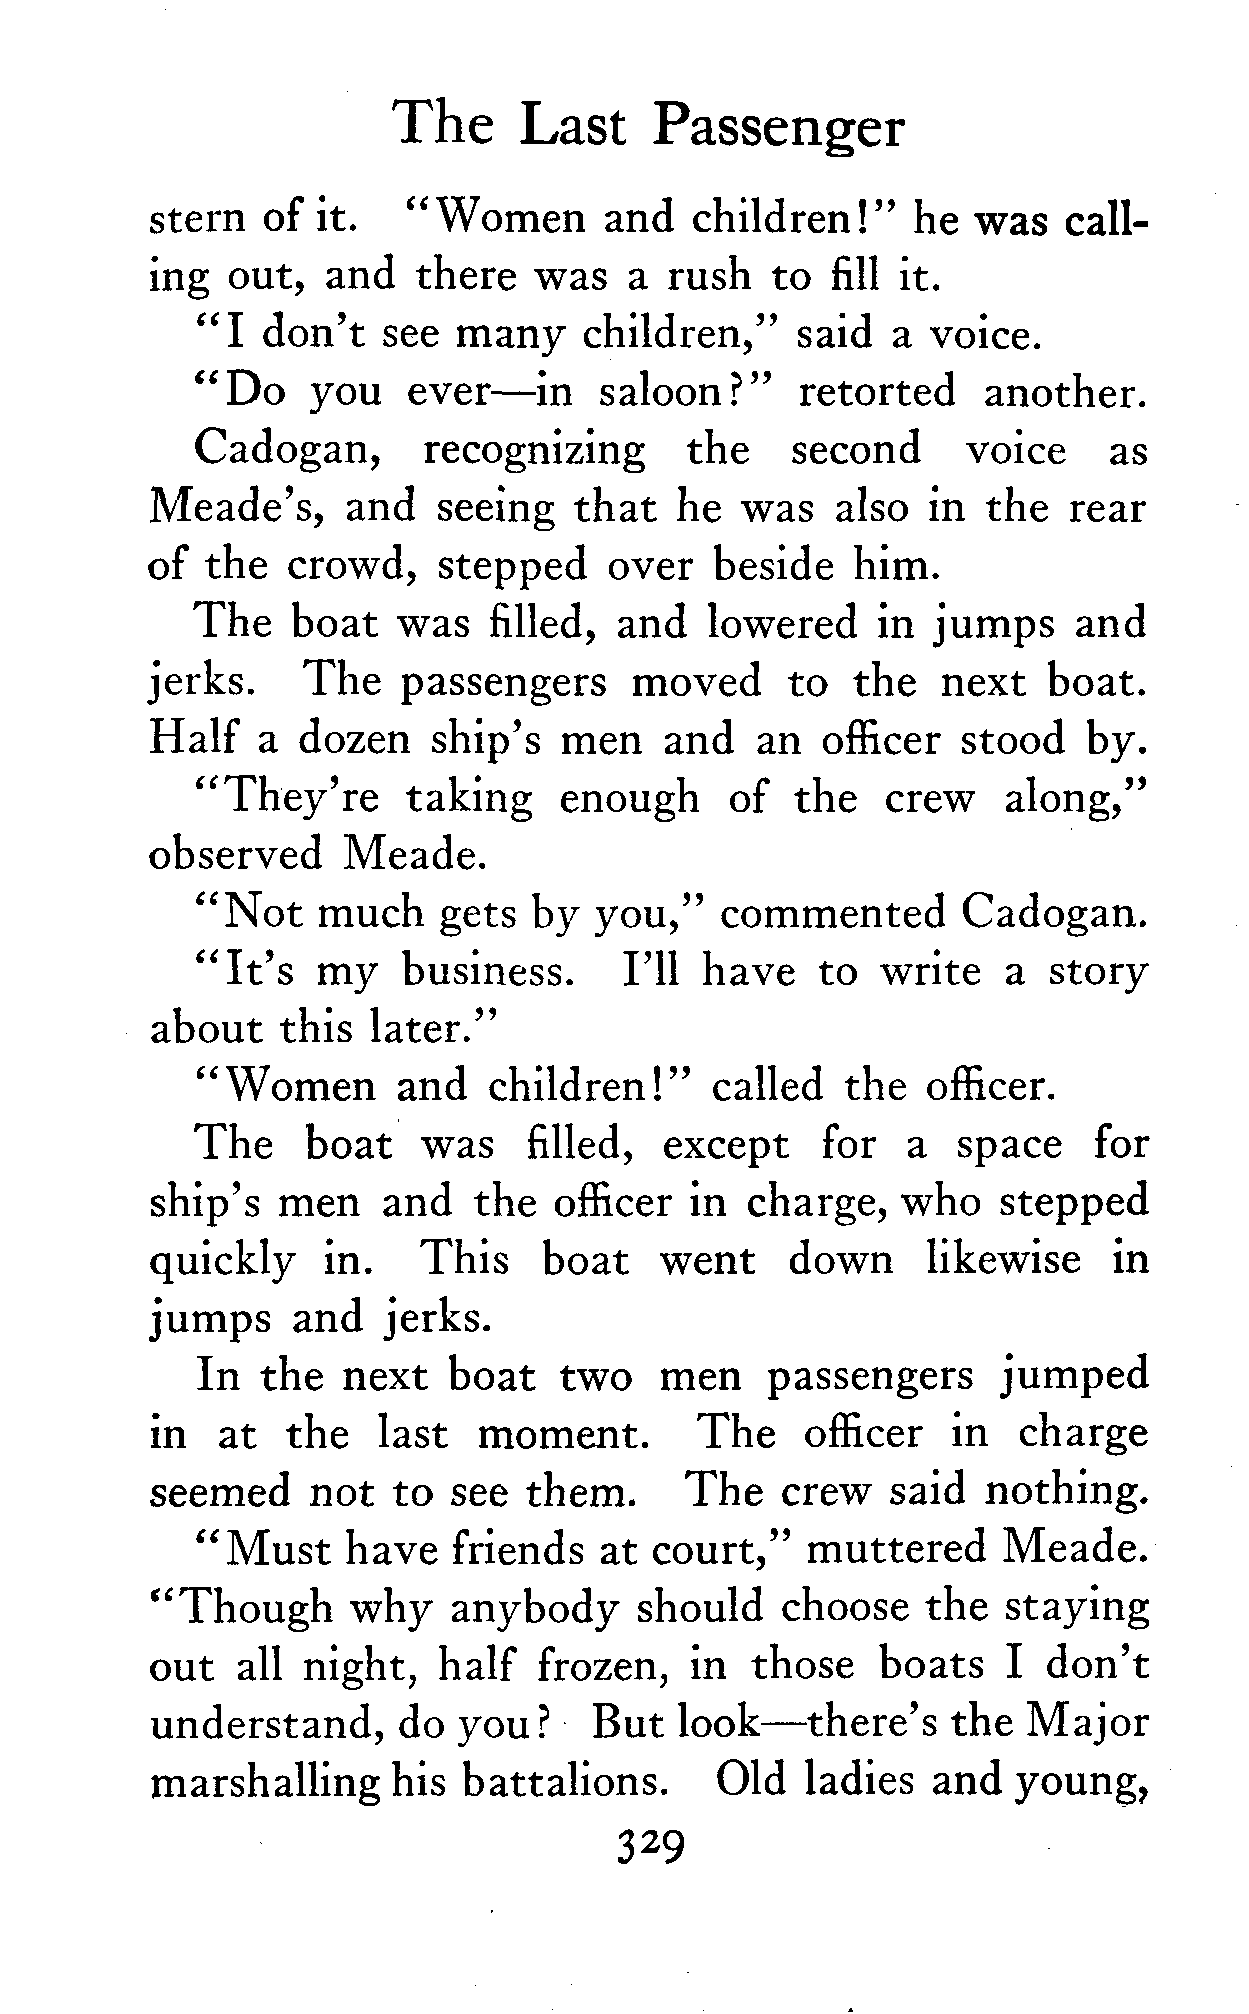 The Last Passenger
stern of it. "Women and children!" he was call-
ing out, and there was a rush to fill it.
"I don't see many children," said a voice.
"Do you ever—in saloon?" retorted another.
Cadogan, recognizing the second voice as
Meade's, and seeing that he was also in the rear
of the crowd, stepped over beside him.
The boat was filled, and lowered in jumps and
jerks. The passengers moved to the next boat.
Half a dozen ship's men and an officer stood by.
"They're taking enough of the crew along,"
observed Meade.
"Not much gets by you," commented Cadogan.
"It's my business. I'll have to write a story
about this later."
"Women and children!" called the officer.
The boat was filled, except for a space for
ship's men and the officer in charge, who stepped
quickly in. This boat went down likewise in
jumps and jerks.
In the next boat two men passengers jumped
in at the last moment. The officer in charge
seemed not to see them. The crew said nothing.
"Must have friends at court," muttered Meade.
"Though why anybody should choose the staying
out all night, half frozen, in those boats I don't
understand, do you? But look—there's the Major
marshalling his battalions. Old ladies and young,
329